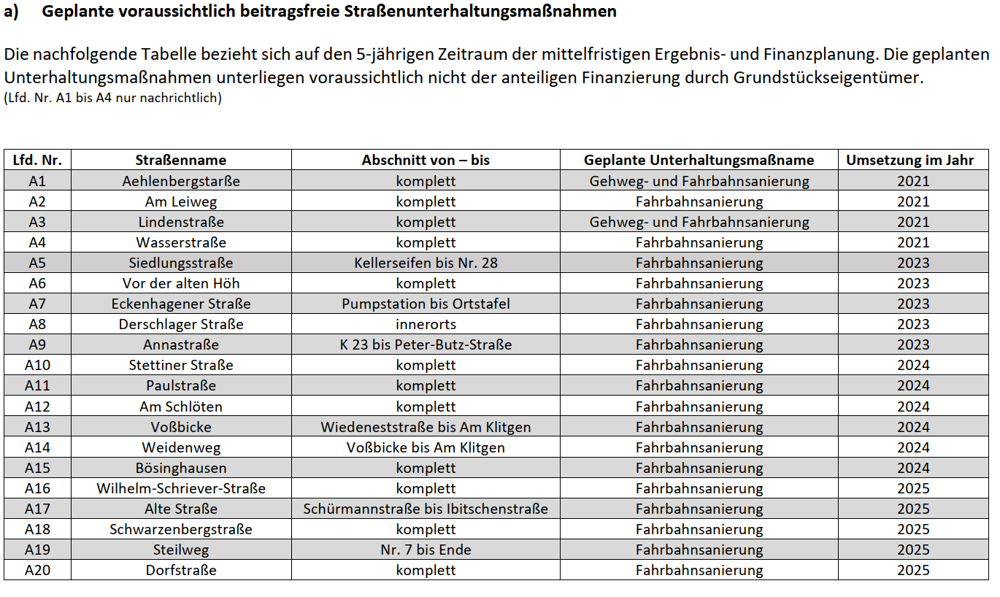 a) Geplante voraussichtlich beitragsfreie Straßenunterhaltungsmaßnahmen
Die nachfolgende Tabelle bezieht sich auf den 5-jährigen Zeitraum der mittelfristigen Ergebnis- und Finanzplanung. Die geplanten
Unterhaltungsmaßnahmen unterliegen voraussichtlich nicht der anteiligen Finanzierung durch Grundstückseigentümer.
(Lfd. Nr. A1 bis A4 nur nachrichtlich)
Lfd. Nr. Straßenname Abschnitt von – bis Geplante Unterhaltungsmaßname Umsetzung im Jahr
A1 Aehlenbergstarße komplett Gehweg- und Fahrbahnsanierung 2021
A2 Am Leiweg komplett Fahrbahnsanierung 2021
A3 Lindenstraße komplett Gehweg- und Fahrbahnsanierung 2021
A4 Wasserstraße komplett Fahrbahnsanierung 2021
A5 Siedlungsstraße Kellerseifen bis Nr. 28 Fahrbahnsanierung 2023
A6 Vor der alten Höh komplett Fahrbahnsanierung 2023
A7 Eckenhagener Straße Pumpstation bis Ortstafel Fahrbahnsanierung 2023
A8 Derschlager Straße innerorts Fahrbahnsanierung 2023
A9 Annastraße K 23 bis Peter-Butz-Straße Fahrbahnsanierung 2023
A10 Stettiner Straße komplett Fahrbahnsanierung 2024
A11 Paulstraße komplett Fahrbahnsanierung 2024
A12 Am Schlöten komplett Fahrbahnsanierung 2024
A13 Voßbicke Wiedeneststraße bis Am Klitgen Fahrbahnsanierung 2024
A14 Weidenweg Voßbicke bis Am Klitgen Fahrbahnsanierung 2024
A15 Bösinghausen komplett Fahrbahnsanierung 2024
A16 Wilhelm-Schriever-Straße komplett Fahrbahnsanierung 2025
A17 Alte Straße Schürmannstraße bis Ibitschenstraße Fahrbahnsanierung 2025
A18 Schwarzenbergstraße komplett Fahrbahnsanierung 2025
A19 Steilweg Nr. 7 bis Ende Fahrbahnsanierung 2025
A20 Dorfstraße komplett Fahrbahnsanierung 2025